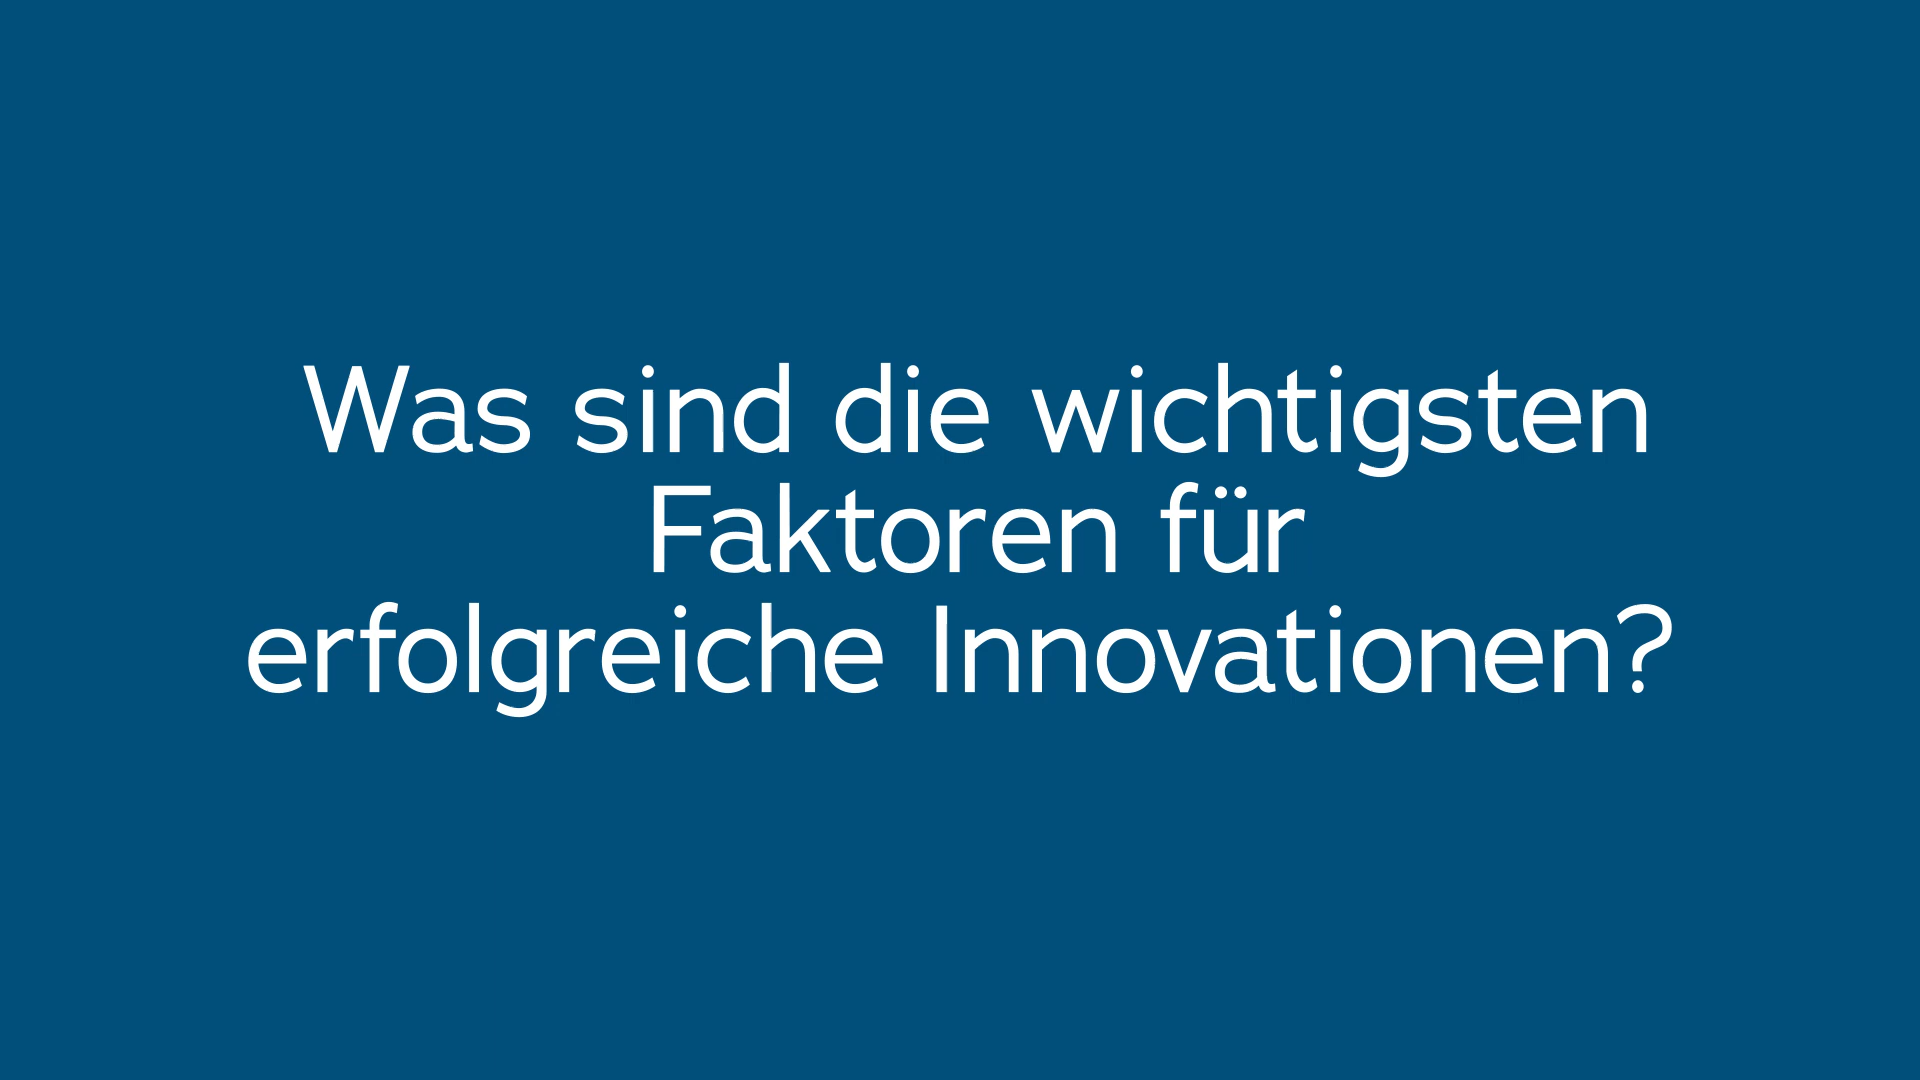 Was sind die wichtigsten
Faktoren für
erfolgreiche Innovationen?